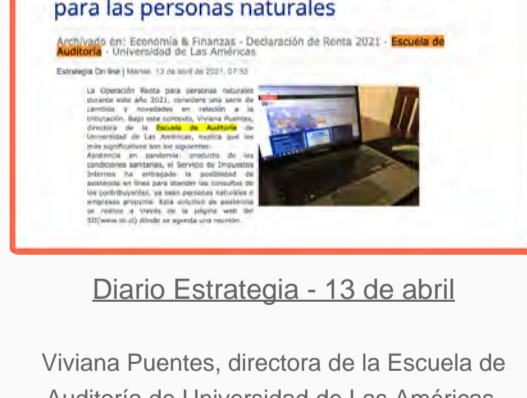 para las personas naturales
Archivado en: Economía & Finanzas - Declaración de Renta 2021 - Escuela de
Auditoría - Universidad de Las Américas
Estrategia On line | Martes 13 de abril de 2021, 07:50
La Operación Renta para personas naturales
durante este año 2021, considera una serie de
cambios y novedades en relación a la
tributación. Bajo este contexto, Viviana Puentes,
directora de la Escuela de Auditoría de
Universidad de Las Américas, explica que los
más significativos son los siguientes:
Asistencia en pandemia: producto de las
condiciones sanitarias, el Servicio de Impuestos
Internos ha entregado la posibilidad de
asistencia en línea para atender las consultas de
los contribuyentes, ya sean personas naturales o
empresas. Esta solicitud de asistencia
se realiza a través de la página web del
SII(www.sii.cl) dónde se agenda una reunión.
Diario Estrategia - 13 de abril
Viviana Puentes, directora de la Escuela de
Auditoría de Universidad de Las Américas,